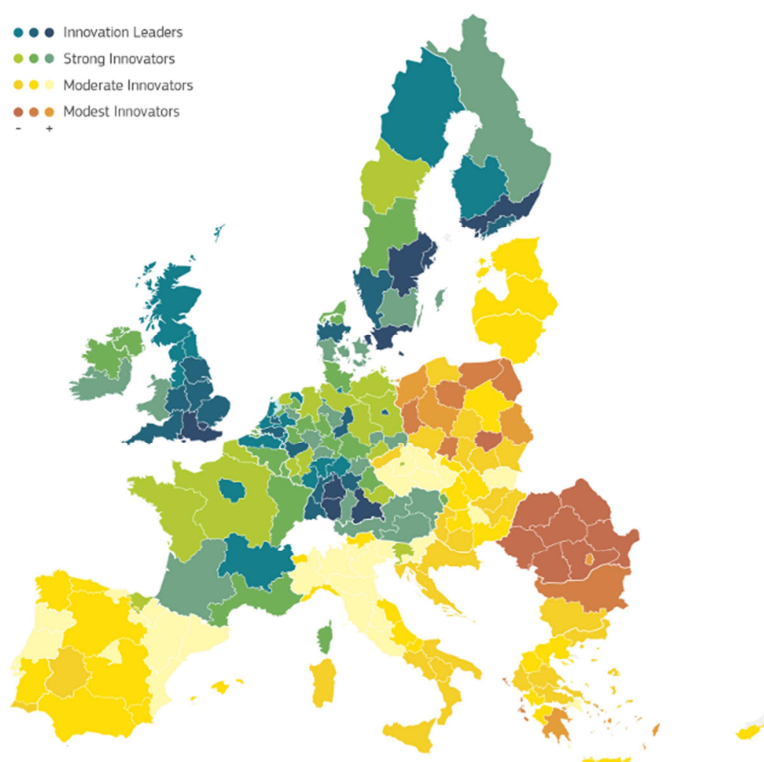 Innovation Leaders
Strong Innovators
Moderate Innovators
Modest Innovators
- +